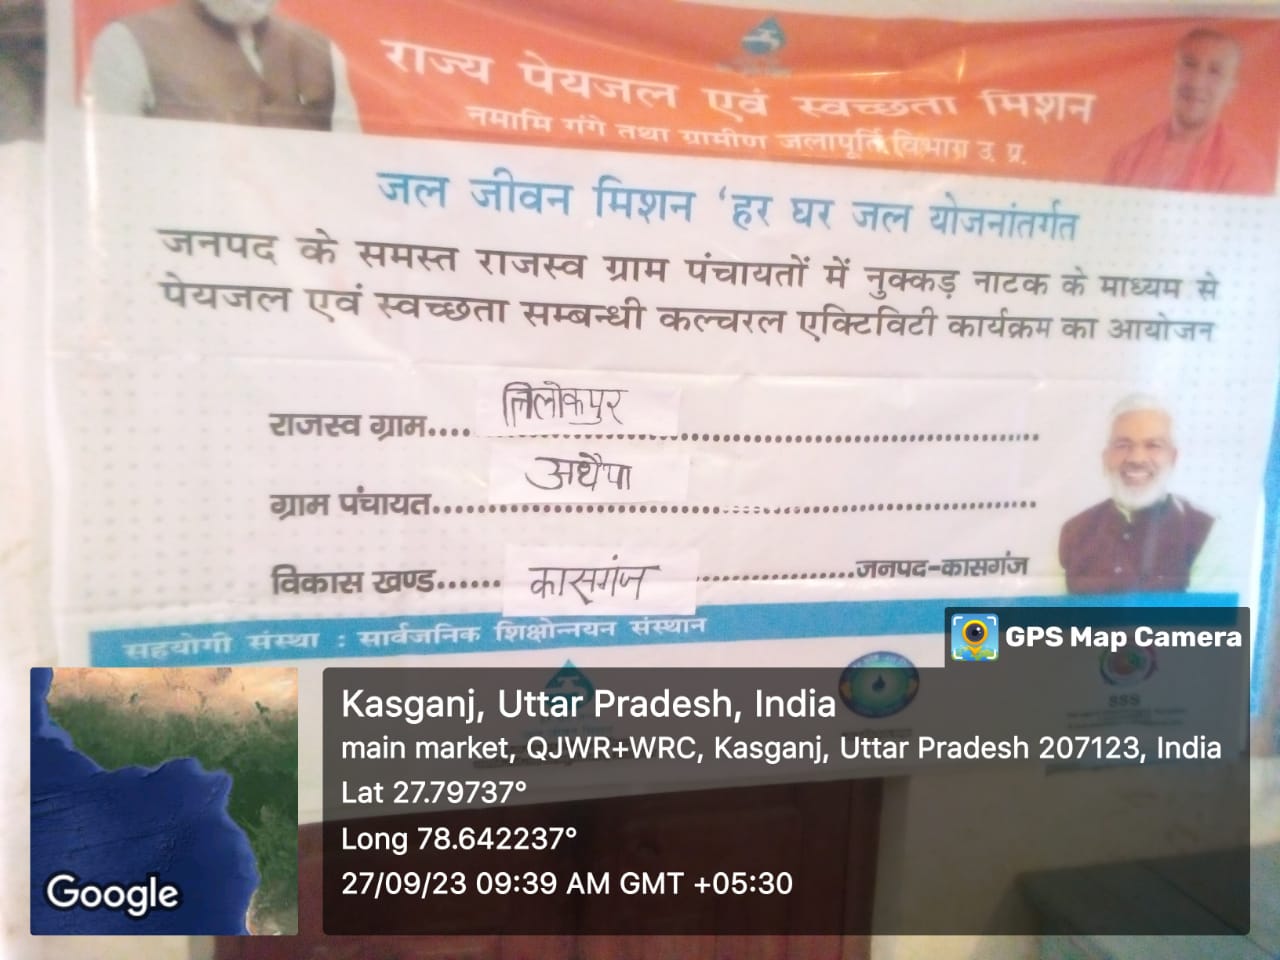 राज्य पेयजल एवं स्वच्छता मिशन
नमामि गंगे तथा ग्रामीण जलापूर्ति विभाग उ. प्र.
जल जीवन मिशन ‘हर घर जल योजनांतर्गत
जनपद के समस्त राजस्व ग्राम पंचायतों में नुक्कड़ नाटक के माध्यम से
पेयजल एवं स्वच्छता सम्बन्धी कल्चरल एक्टिविटी कार्यक्रम का आयोजन
राजस्व ग्राम.... त्रिलोकपुर
ग्राम पंचायत.... अथैया
विकास खण्ड...... कासगंज ...............जनपद-कासगंज
सहयोगी संस्था : सार्वजनिक शिक्षोन्नयन संस्थान
SSS
GPS Map Camera
Kasganj, Uttar Pradesh, India
main market, QJWR+WRC, Kasganj, Uttar Pradesh 207123, India
Lat 27.79737°
Long 78.642237°
27/09/23 09:39 AM GMT +05:30
Google